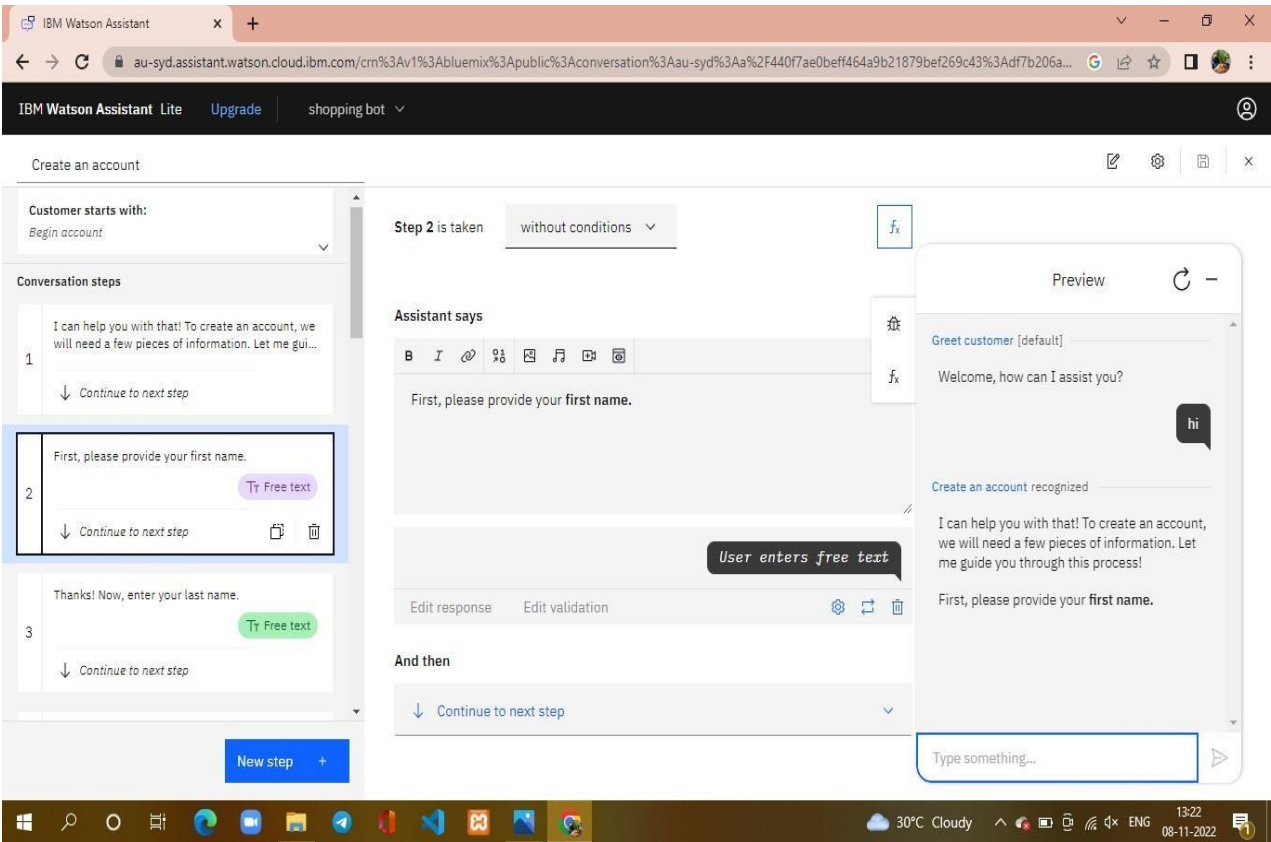 IBM Watson Assistant
au-syd.assistant.watson.cloud.ibm.com/crn%3Av1%3Abluemix%3Apublic%3Aconversation%3Aau-syd%3Aa%2F440f7ae0beff464a9b21879bef269c43%3Adf7b206a...
IBM Watson Assistant Lite Upgrade shopping bot
Create an account
Customer starts with:
Begin account
Conversation steps
1
I can help you with that! To create an account, we
will need a few pieces of information. Let me gui...
Continue to next step
2
First, please provide your first name.
Free text
Continue to next step
3
Thanks! Now, enter your last name.
Free text
Continue to next step
New step +
Step 2 is taken without conditions
fx
Assistant says
B I
fx
First, please provide your first name.
User enters free text
Edit response Edit validation
And then
Continue to next step
Preview
Greet customer [default]
Welcome, how can I assist you?
hi
Create an account recognized
I can help you with that! To create an account,
we will need a few pieces of information. Let
me guide you through this process!
First, please provide your first name.
Type something...
30°C Cloudy ENG 13:22
08-11-2022
1